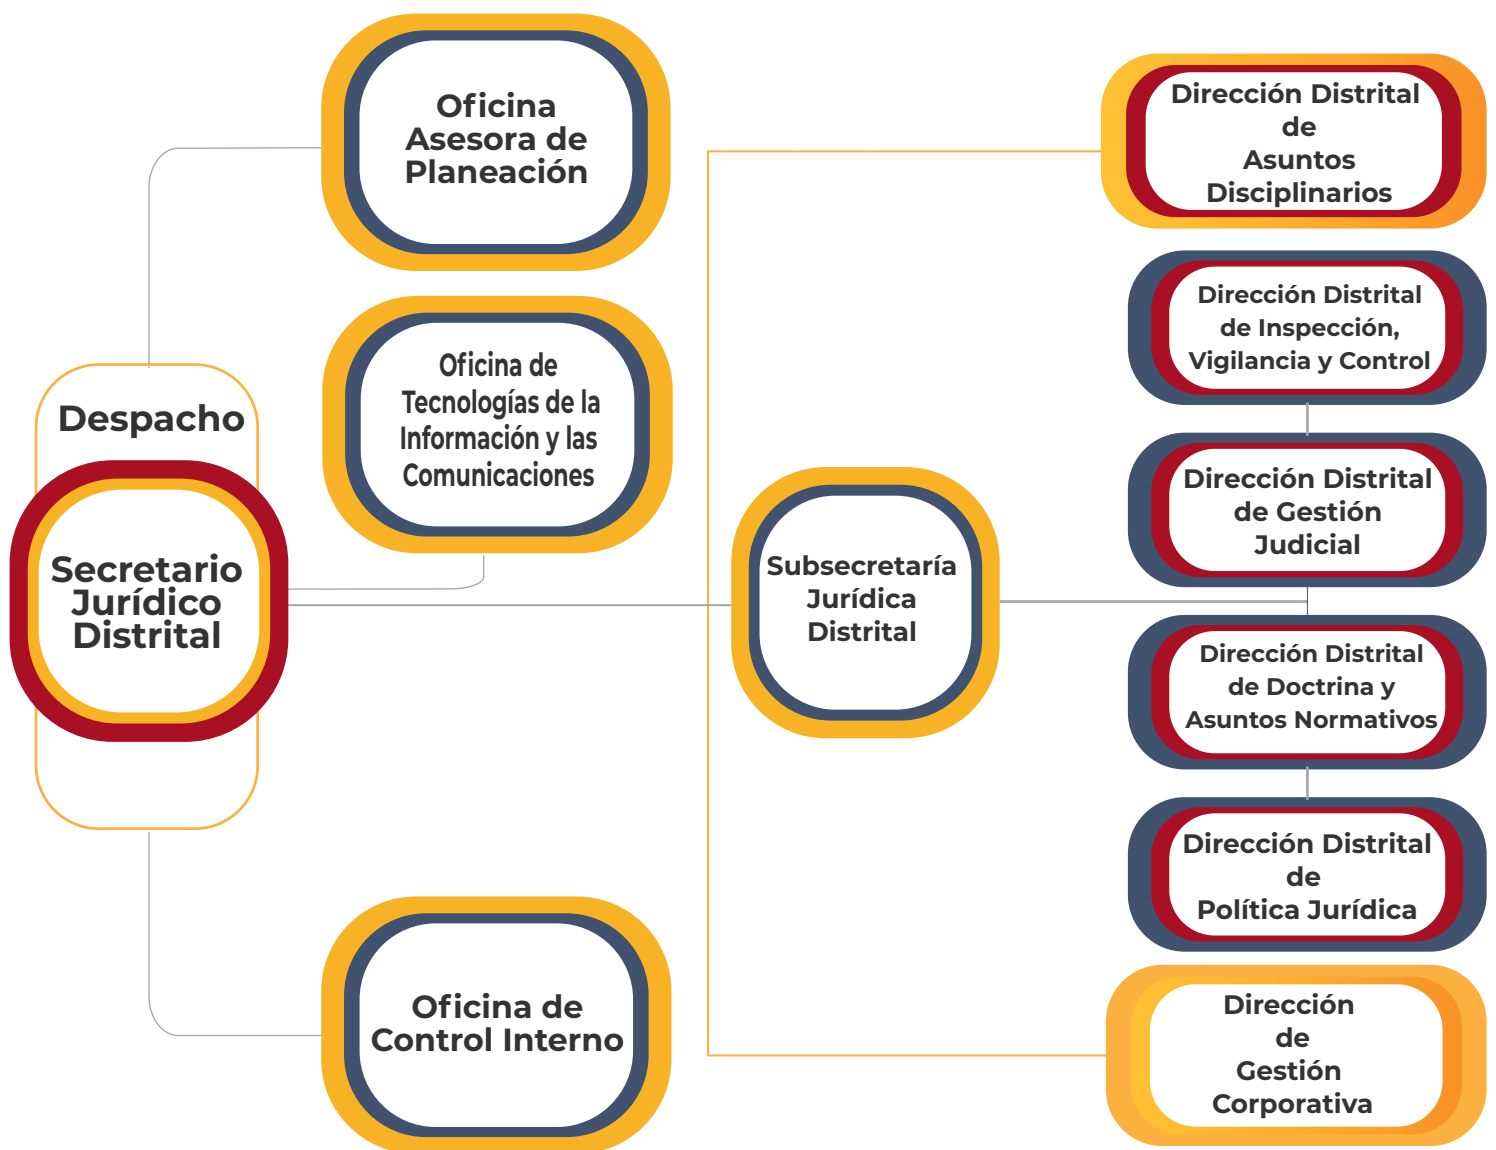 Oficina
Asesora de
Planeación
Oficina de
Tecnologías de la
Información y las
Comunicaciones
Despacho
Secretario
Jurídico
Distrital
Oficina de
Control Interno
Subsecretaría
Jurídica
Distrital
Dirección Distrital
de
Asuntos
Disciplinarios
Dirección Distrital
de Inspección,
Vigilancia y Control
Dirección Distrital
de Gestión
Judicial
Dirección Distrital
de Doctrina y
Asuntos Normativos
Dirección Distrital
de
Política Jurídica
Dirección
de
Gestión
Corporativa